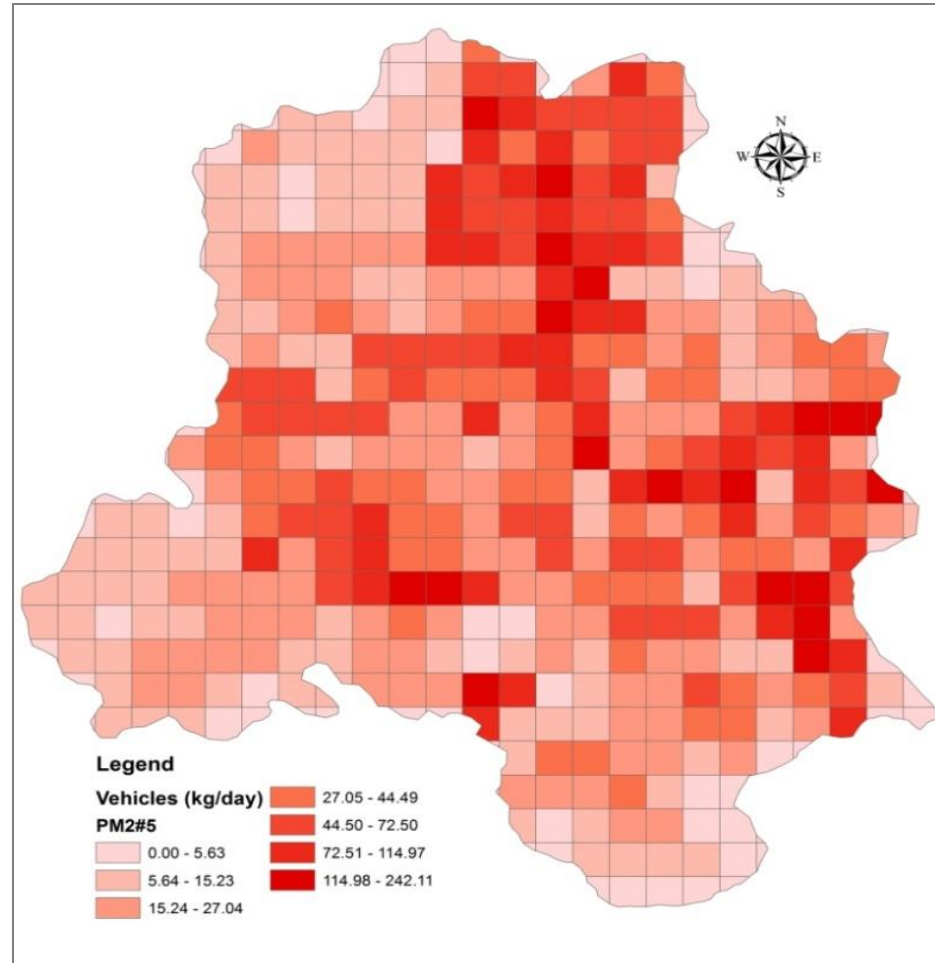 N
W E
S
Legend
Vehicles (kg/day)
PM2#5
0.00 - 5.63
5.64 - 15.23
15.24 - 27.04
27.05 - 44.49
44.50 - 72.50
72.51 - 114.97
114.98 - 242.11